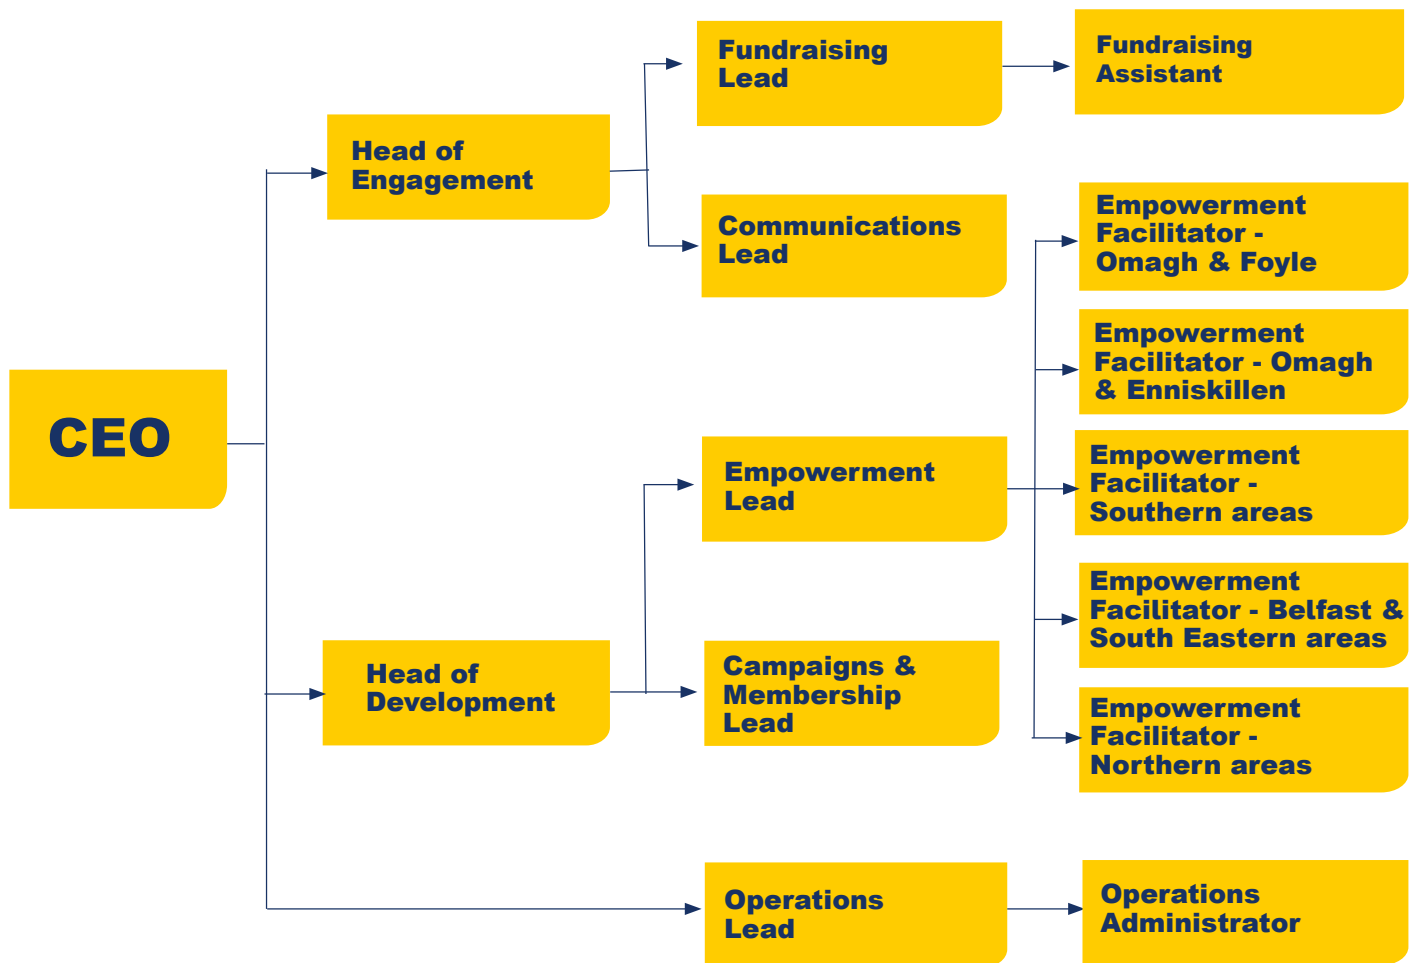 CEO
Head of
Engagement
Fundraising
Lead
Fundraising
Assistant
Communications
Lead
Head of
Development
Empowerment
Lead
Empowerment
Facilitator -
Omagh & Foyle
Empowerment
Facilitator - Omagh
& Enniskillen
Empowerment
Facilitator -
Southern areas
Empowerment
Facilitator - Belfast &
South Eastern areas
Empowerment
Facilitator -
Northern areas
Campaigns &
Membership
Lead
Operations
Lead
Operations
Administrator